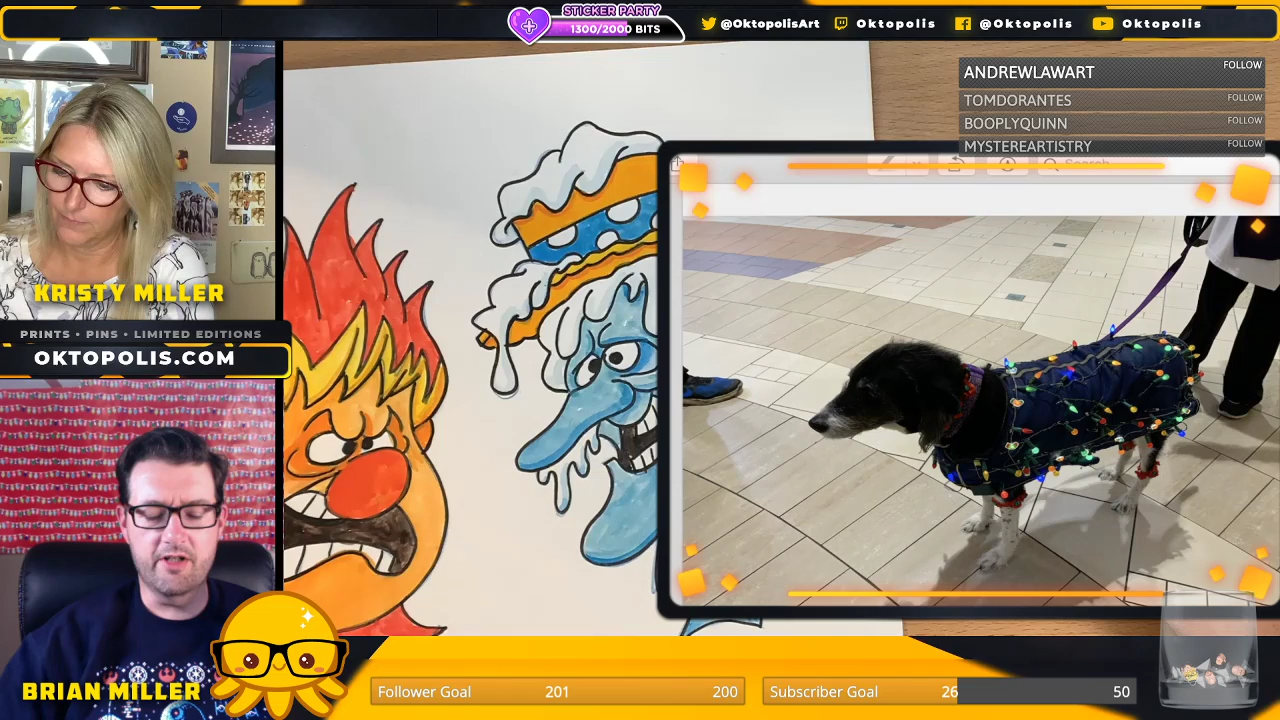 STICKER PARTY
1300/2000 BITS
@OktopolisArt
Oktopolis
@Oktopolis
Oktopolis
ANDREWLAWART FOLLOW
TOMDORANTES FOLLOW
BOOPLYQUINN FOLLOW
MYSTEREARTISTRY FOLLOW
Search
KRISTY MILLER
PRINTS • PINS • LIMITED EDITIONS
OKTOPOLIS.COM
BRIAN MILLER
Follower Goal 201 200
Subscriber Goal 26 50